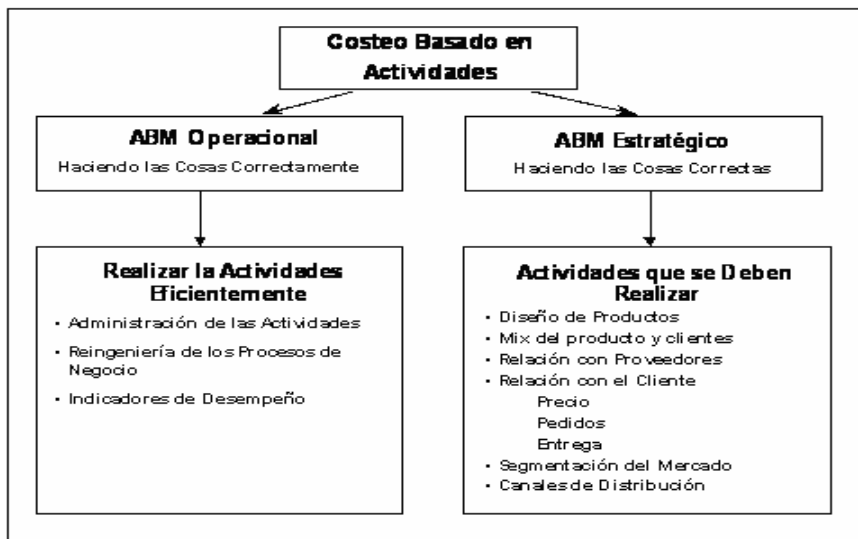 Costeo Basado en
Actividades
ABM Operacional
Haciendo las Cosas Correctamente
ABM Estratégico
Haciendo las Cosas Correctas
Realizar la Actividades
Eficientemente
• Administración de las Actividades
• Reingeniería de los Procesos de
Negocio
• Indicadores de Desempeño
Actividades que se Deben
Realizar
• Diseño de Productos
• Mix del producto y clientes
• Relación con Proveedores
• Relación con el Cliente
Precio
Pedidos
Entrega
• Segmentación del Mercado
• Canales de Distribución